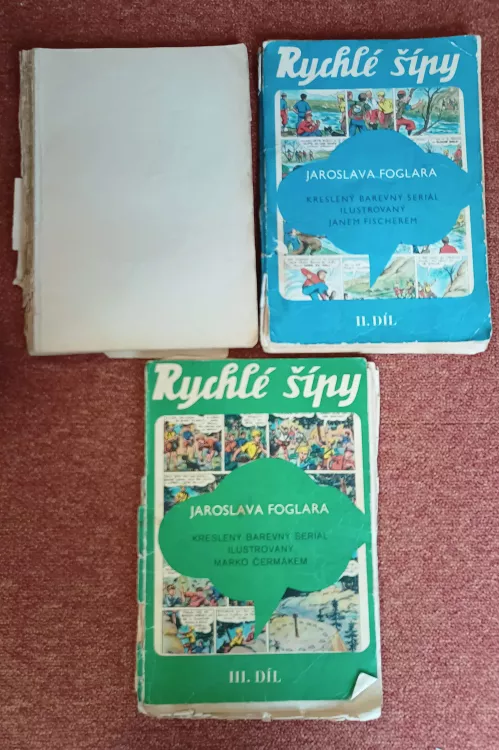 Rychlé šípy
JAROSLAVA FOGLARA
KRESLENÝ BAREVNÝ SERIÁL
ILUSTROVANÝ
JANEM FISCHEREM
II. DÍL
Rychlé šípy
JAROSLAVA FOGLARA
KRESLENÝ BAREVNÝ SERIÁL
ILUSTROVANÝ
MARKO ČERMÁKEM
III. DÍL